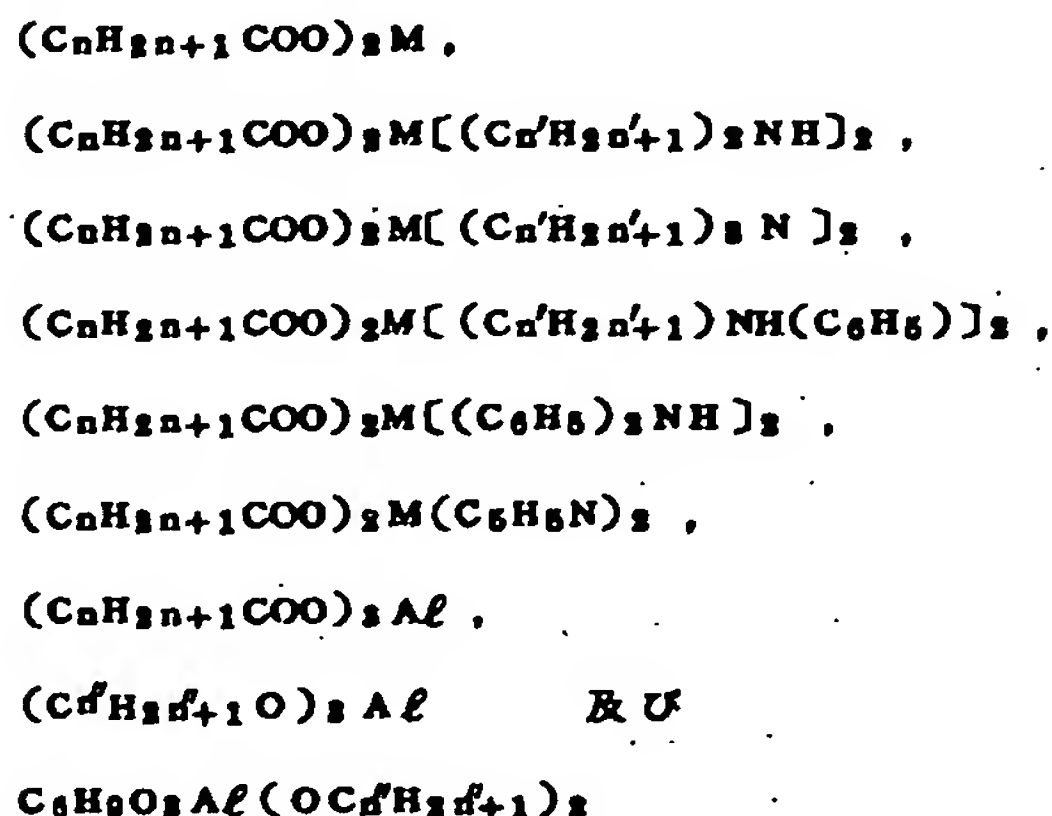 (CnH2n+1COO)2M,
(CnH2n+1COO)2M[(Cn'H2n'+1)2NH]2,
(CnH2n+1COO)2M[(Cn'H2n'+1)3N]2,
(CnH2n+1COO)2M[(Cn'H2n'+1)NH(C6H5)]2,
(CnH2n+1COO)2M[(C6H5)2NH]2,
(CnH2n+1COO)2M(C5H5N)2,
(CnH2n+1COO)3Aℓ,
(Cn″H2n″+1O)3Aℓ 及び
C6H9O3Aℓ(OCn″H2n″+1)2